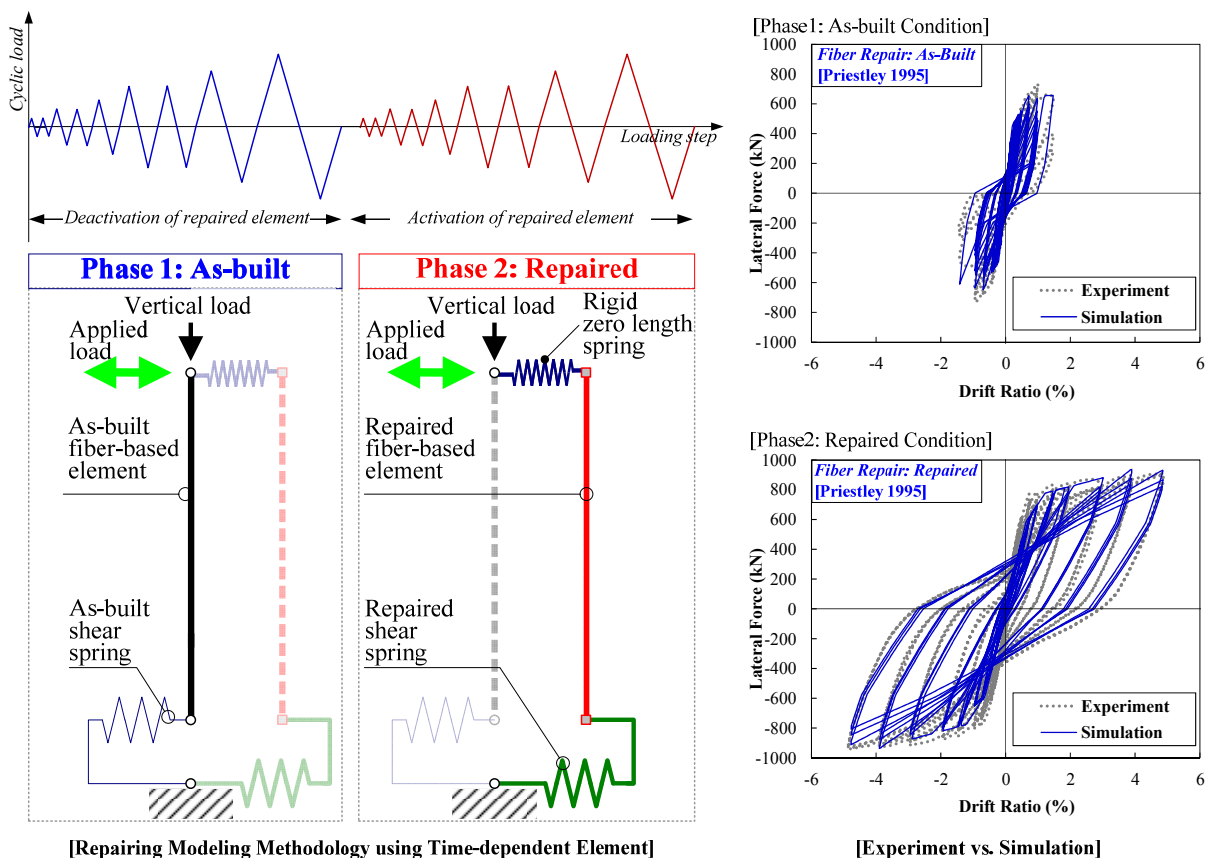 Cyclic load
Loading step
Deactivation of repaired element
Activation of repaired element
Phase 1: As-built
Vertical load
Applied
load
As-built
fiber-based
element
As-built
shear
spring
Phase 2: Repaired
Vertical load
Rigid
zero length
spring
Applied
load
Repaired
fiber-based
element
Repaired
shear
spring
[Repairing Modeling Methodology using Time-dependent Element]
[Phase1: As-built Condition]
Fiber Repair: As-Built
[Priestley 1995]
Lateral Force (kN)
1000
800
600
400
200
0
-200
-400
-600
-800
-1000
Experiment
Simulation
-6 -4 -2 0 2 4 6
Drift Ratio (%)
[Phase2: Repaired Condition]
Fiber Repair: Repaired
[Priestley 1995]
Lateral Force (kN)
1000
800
600
400
200
0
-200
-400
-600
-800
-1000
Experiment
Simulation
-6 -4 -2 0 2 4 6
Drift Ratio (%)
[Experiment vs. Simulation]